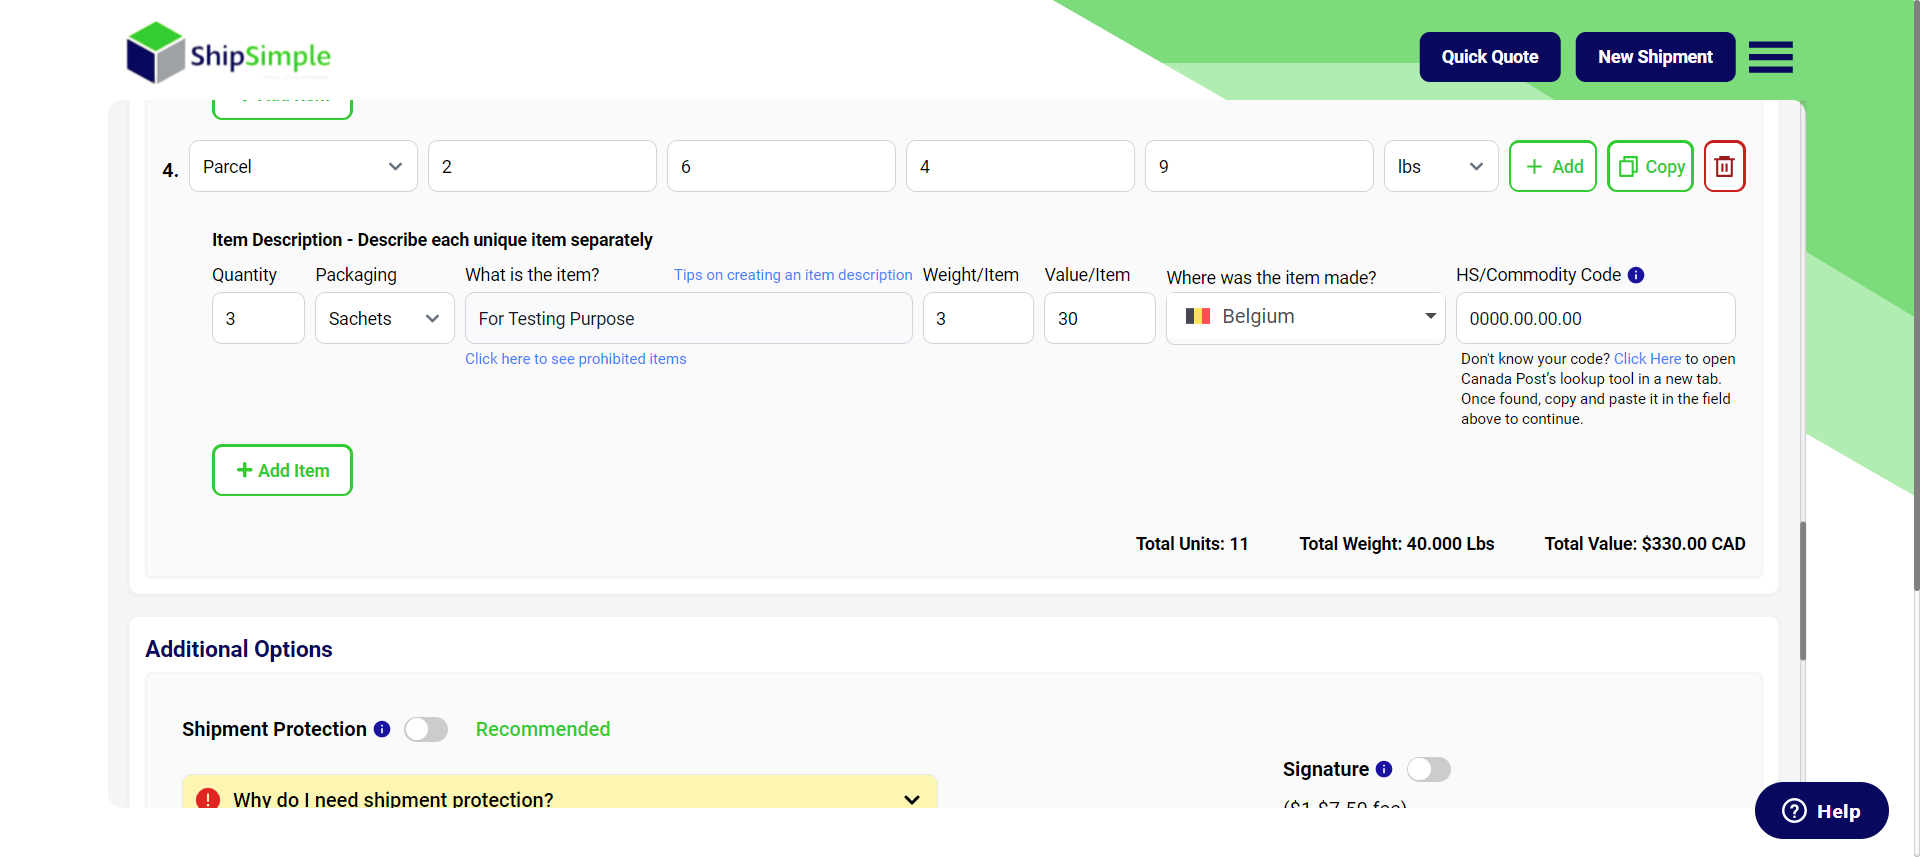 ShipSimple
Quick Quote
New Shipment
4.
Parcel
2
6
4
9
lbs
Add
Copy
Item Description - Describe each unique item separately
Quantity
Packaging
What is the item?
Tips on creating an item description
Weight/Item
Value/Item
Where was the item made?
HS/Commodity Code
3
Sachets
For Testing Purpose
3
30
Belgium
0000.00.00.00
Click here to see prohibited items
Don't know your code? Click Here to open
Canada Post’s lookup tool in a new tab.
Once found, copy and paste it in the field
above to continue.
Add Item
Total Units: 11
Total Weight: 40.000 Lbs
Total Value: $330.00 CAD
Additional Options
Shipment Protection
Recommended
Signature
Why do I need shipment protection?
Help